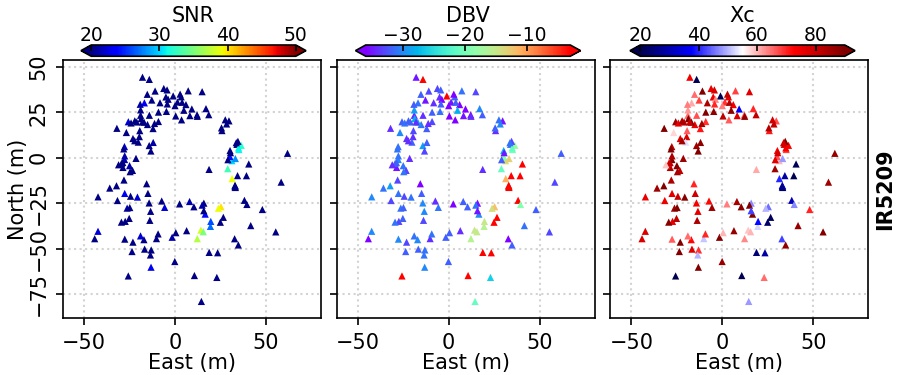 SNR DBV Xc
20 30 40 50 −30 −20 −10 20 40 60 80
50
25
0
−25
−50
−75
North (m)
IR5209
−50 0 50 −50 0 50 −50 0 50
East (m) East (m) East (m)